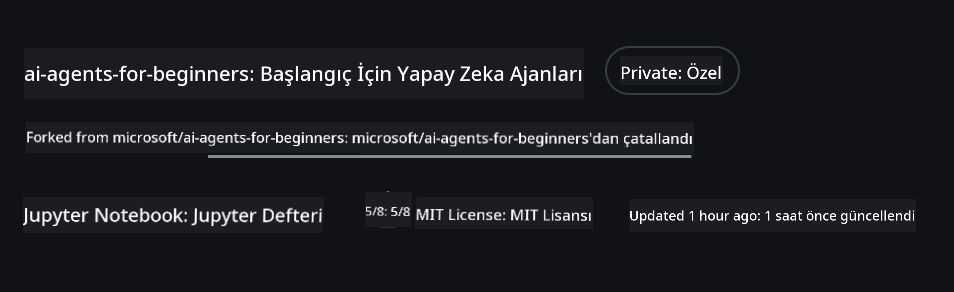 ai-agents-for-beginners: Başlangıç İçin Yapay Zeka Ajanları Private: Özel
Forked from microsoft/ai-agents-for-beginners: microsoft/ai-agents-for-beginners'dan çatallandı
Jupyter Notebook: Jupyter Defteri 5/8: 5/8 MIT License: MIT Lisansı Updated 1 hour ago: 1 saat önce güncellendi